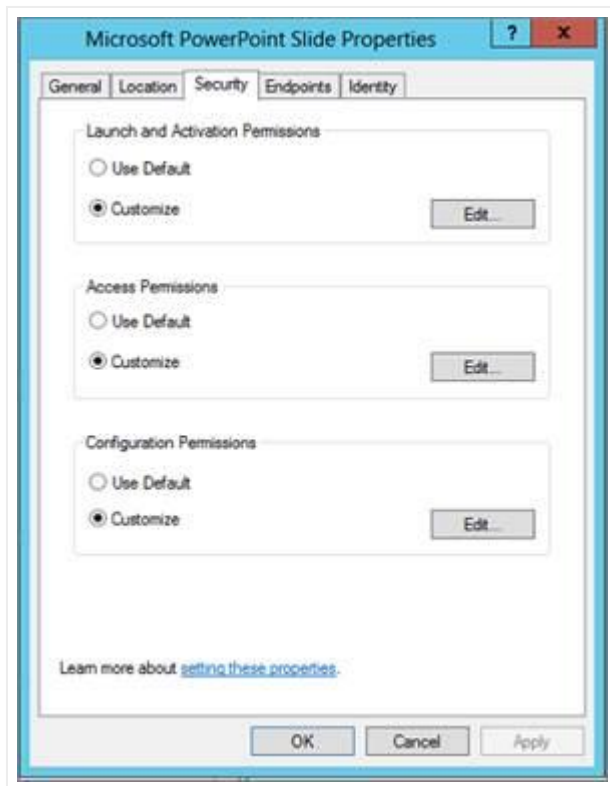 Microsoft PowerPoint Slide Properties ? x
General Location Security Endpoints Identity
Launch and Activation Permissions
Use Default
Customize
Edit...
Access Permissions
Use Default
Customize
Edit...
Configuration Permissions
Use Default
Customize
Edit...
Learn more about setting these properties.
OK Cancel Apply